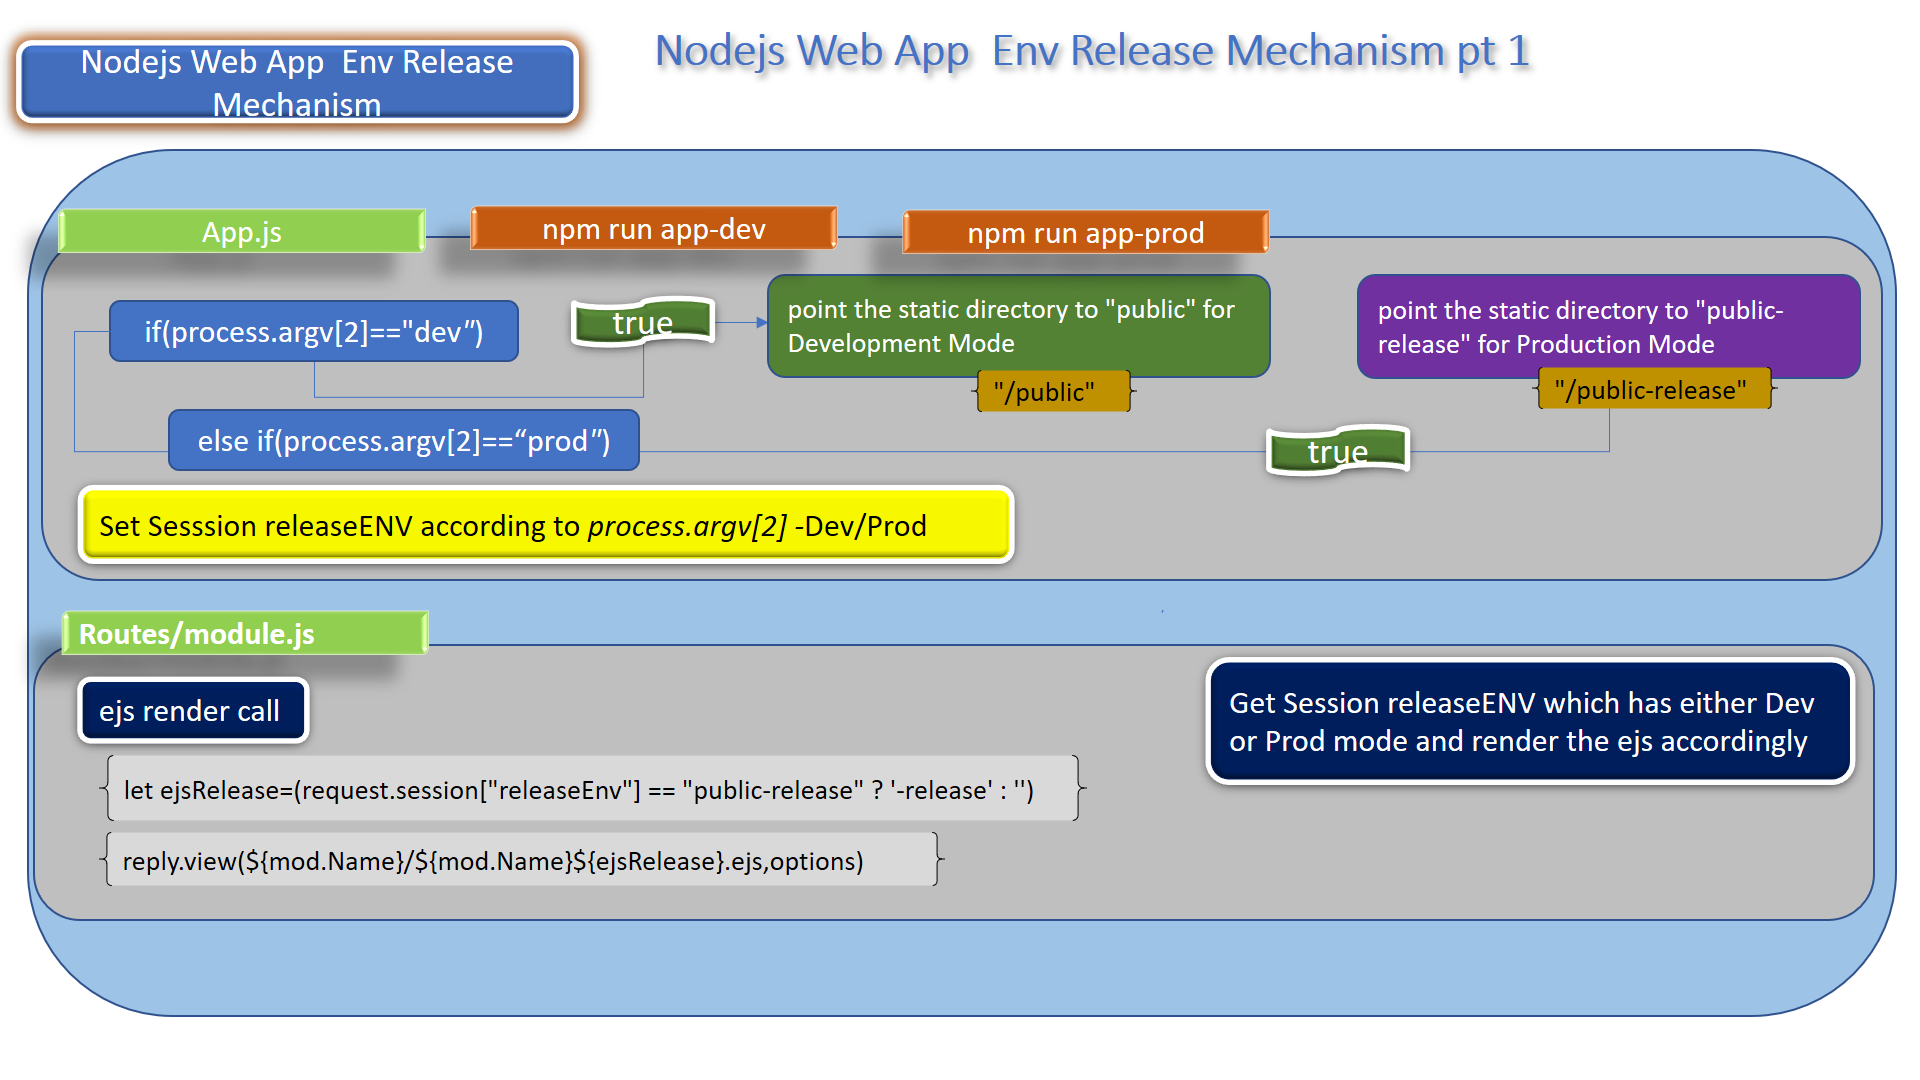 Nodejs Web App  Env Release
Mechanism
Nodejs Web App  Env Release Mechanism pt 1
App.js
npm run app-dev
npm run app-prod
if(process.argv[2]=="dev”)
true
point the static directory to "public" for
Development Mode
"/public"
point the static directory to "public-
release" for Production Mode
"/public-release"
else if(process.argv[2]==“prod”)
true
Set Sesssion releaseENV according to process.argv[2] -Dev/Prod
Routes/module.js
ejs render call
Get Session releaseENV which has either Dev
or Prod mode and render the ejs accordingly
let ejsRelease=(request.session["releaseEnv"] == "public-release" ? '-release' : '')
reply.view(${mod.Name}/${mod.Name}${ejsRelease}.ejs,options)